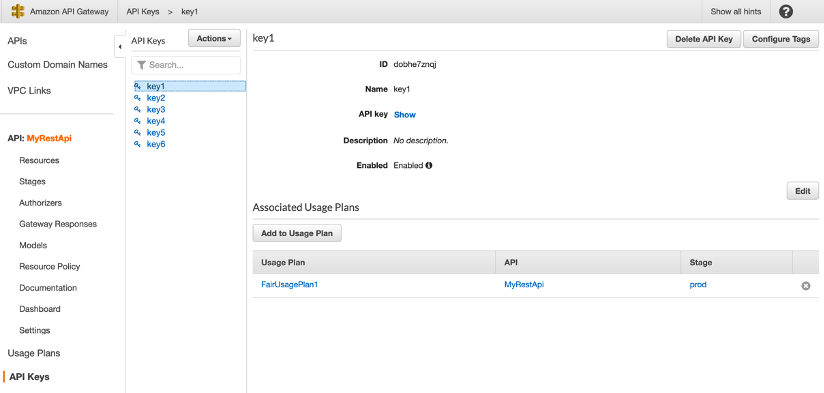 Amazon API Gateway API Keys > key1 Show all hints ?
APIs
Custom Domain Names
VPC Links
API: MyRestApi
Resources
Stages
Authorizers
Gateway Responses
Models
Resource Policy
Documentation
Dashboard
Settings
Usage Plans
API Keys
API Keys Actions
Search...
key1
key2
key3
key4
key5
key6
key1 Delete API Key Configure Tags
ID dobhe7znqj
Name key1
API key Show
Description No description.
Enabled Enabled
Edit
Associated Usage Plans
Add to Usage Plan
Usage Plan API Stage
FairUsagePlan1 MyRestApi prod